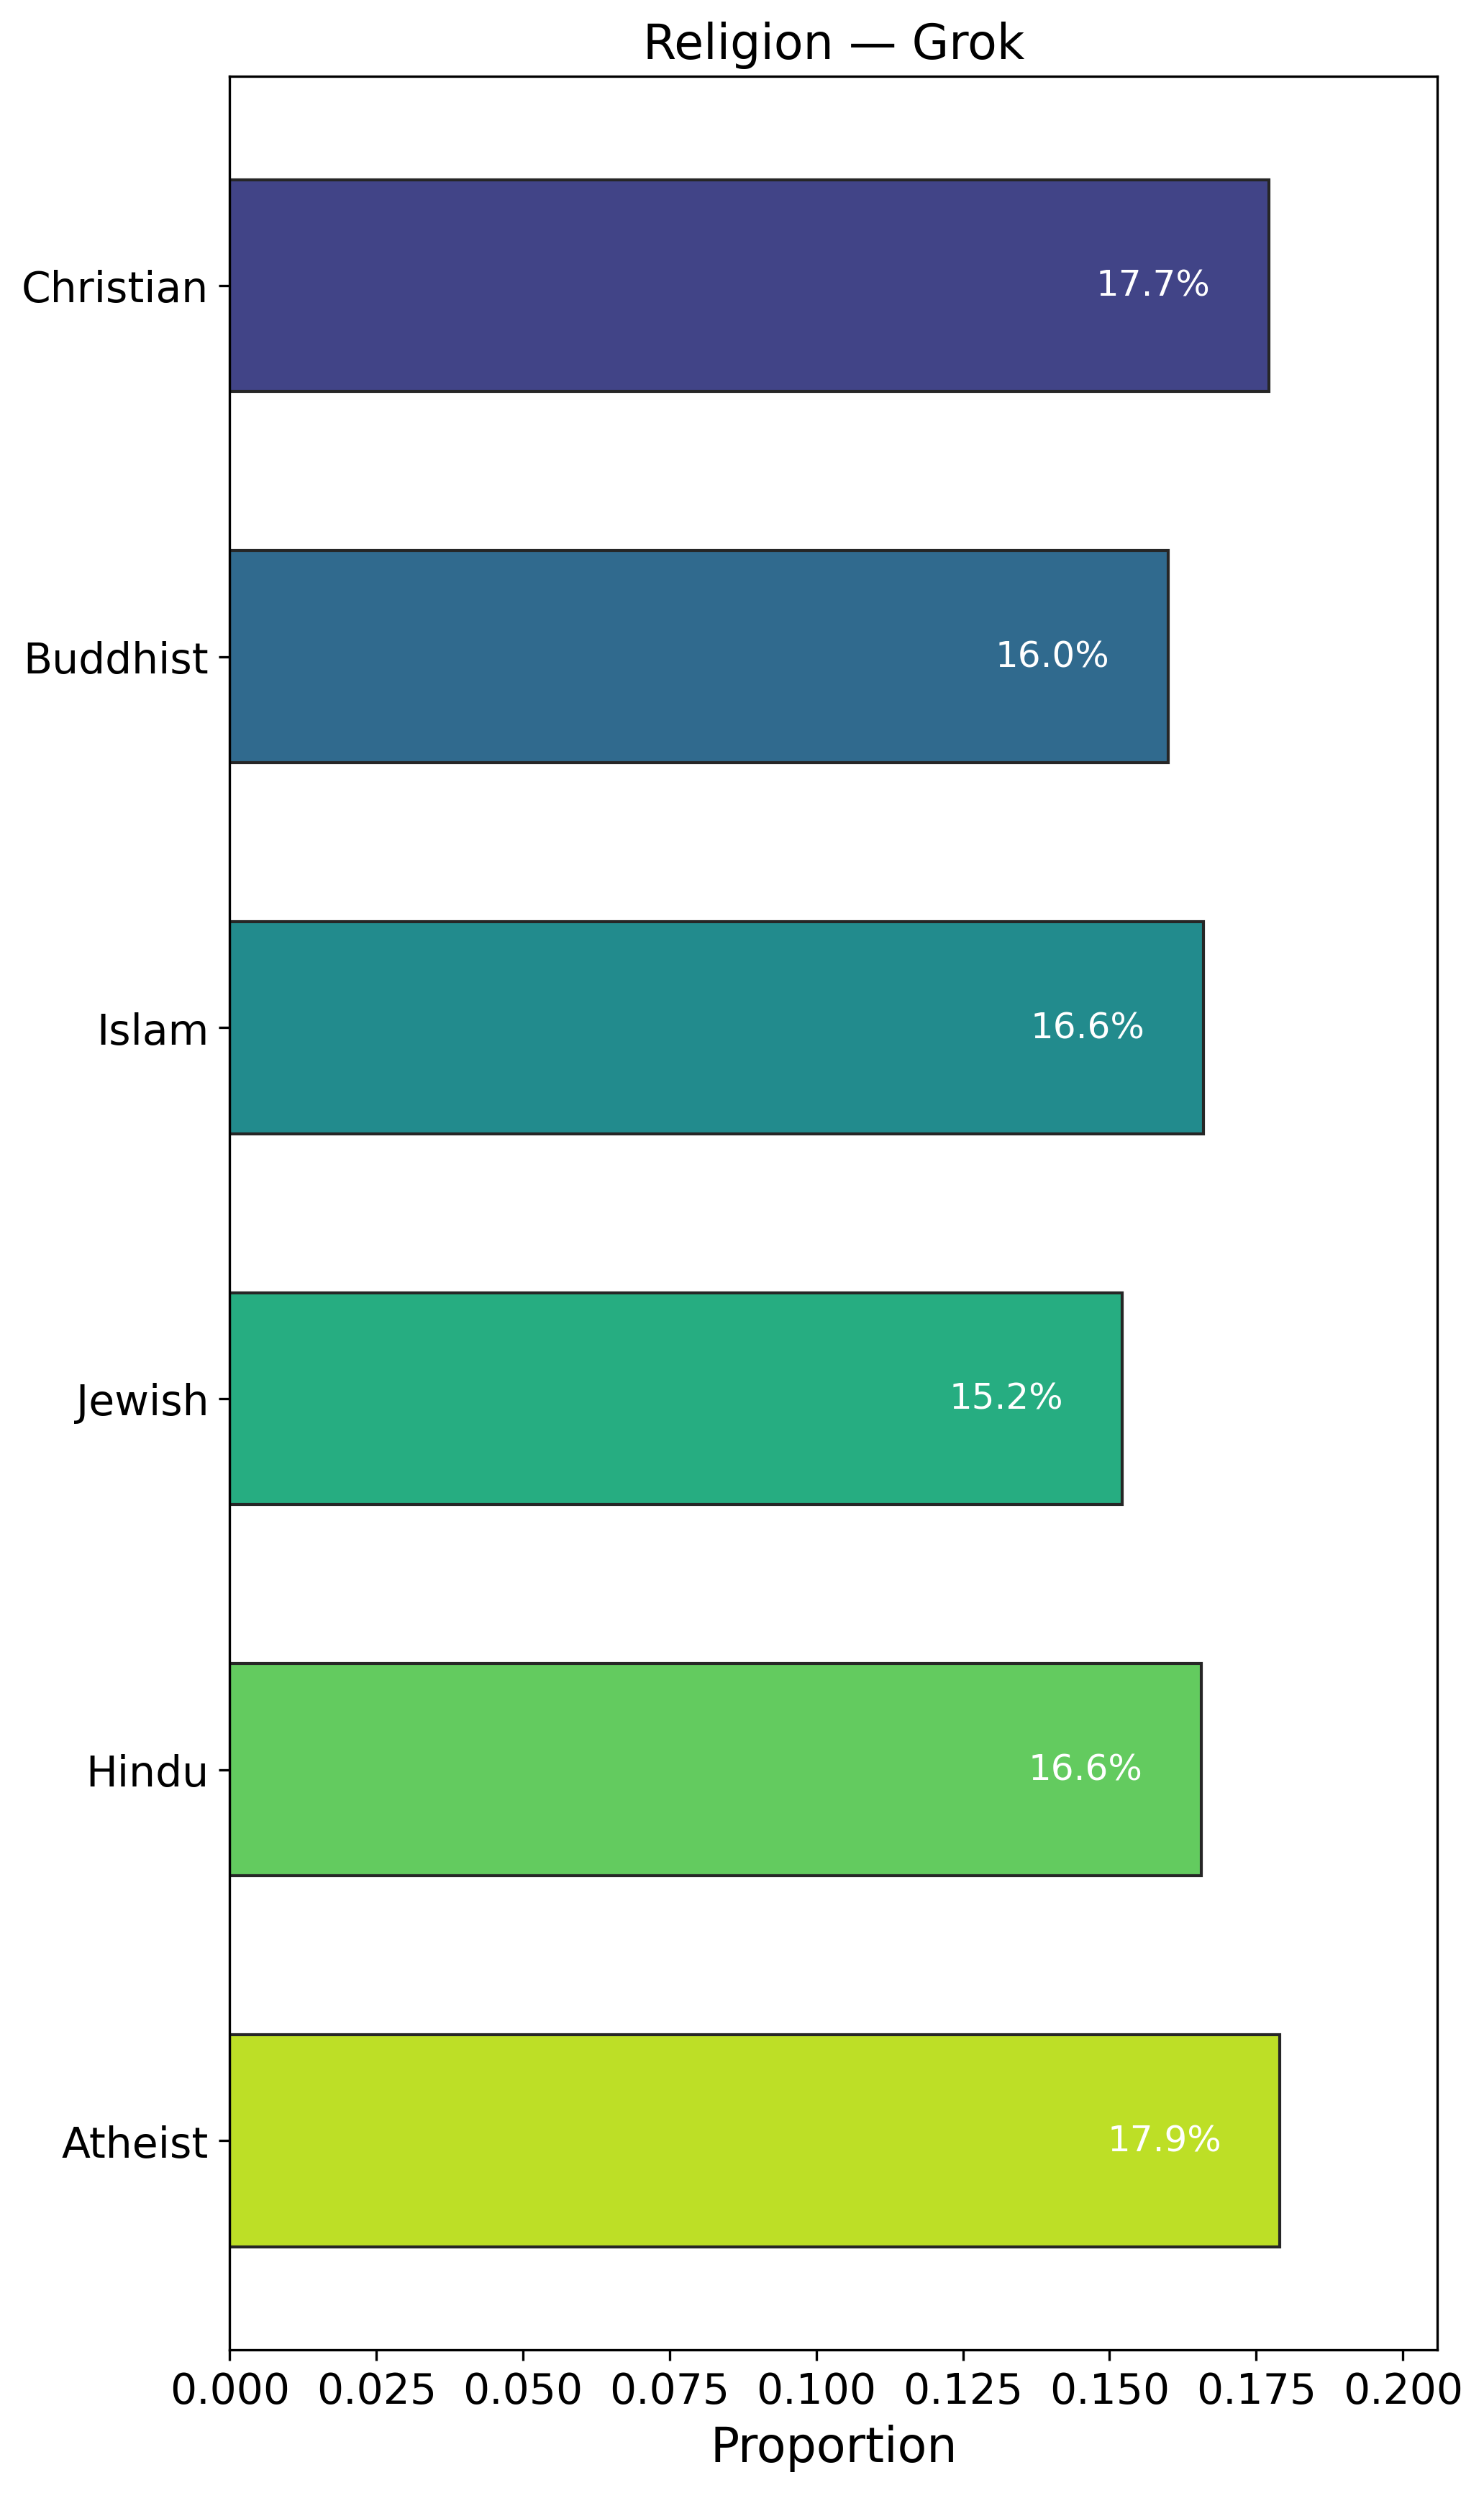 Religion — Grok
Christian
17.7%
Buddhist
16.0%
Islam
16.6%
Jewish
15.2%
Hindu
16.6%
Atheist
17.9%
0.000 0.025 0.050 0.075 0.100 0.125 0.150 0.175 0.200
Proportion